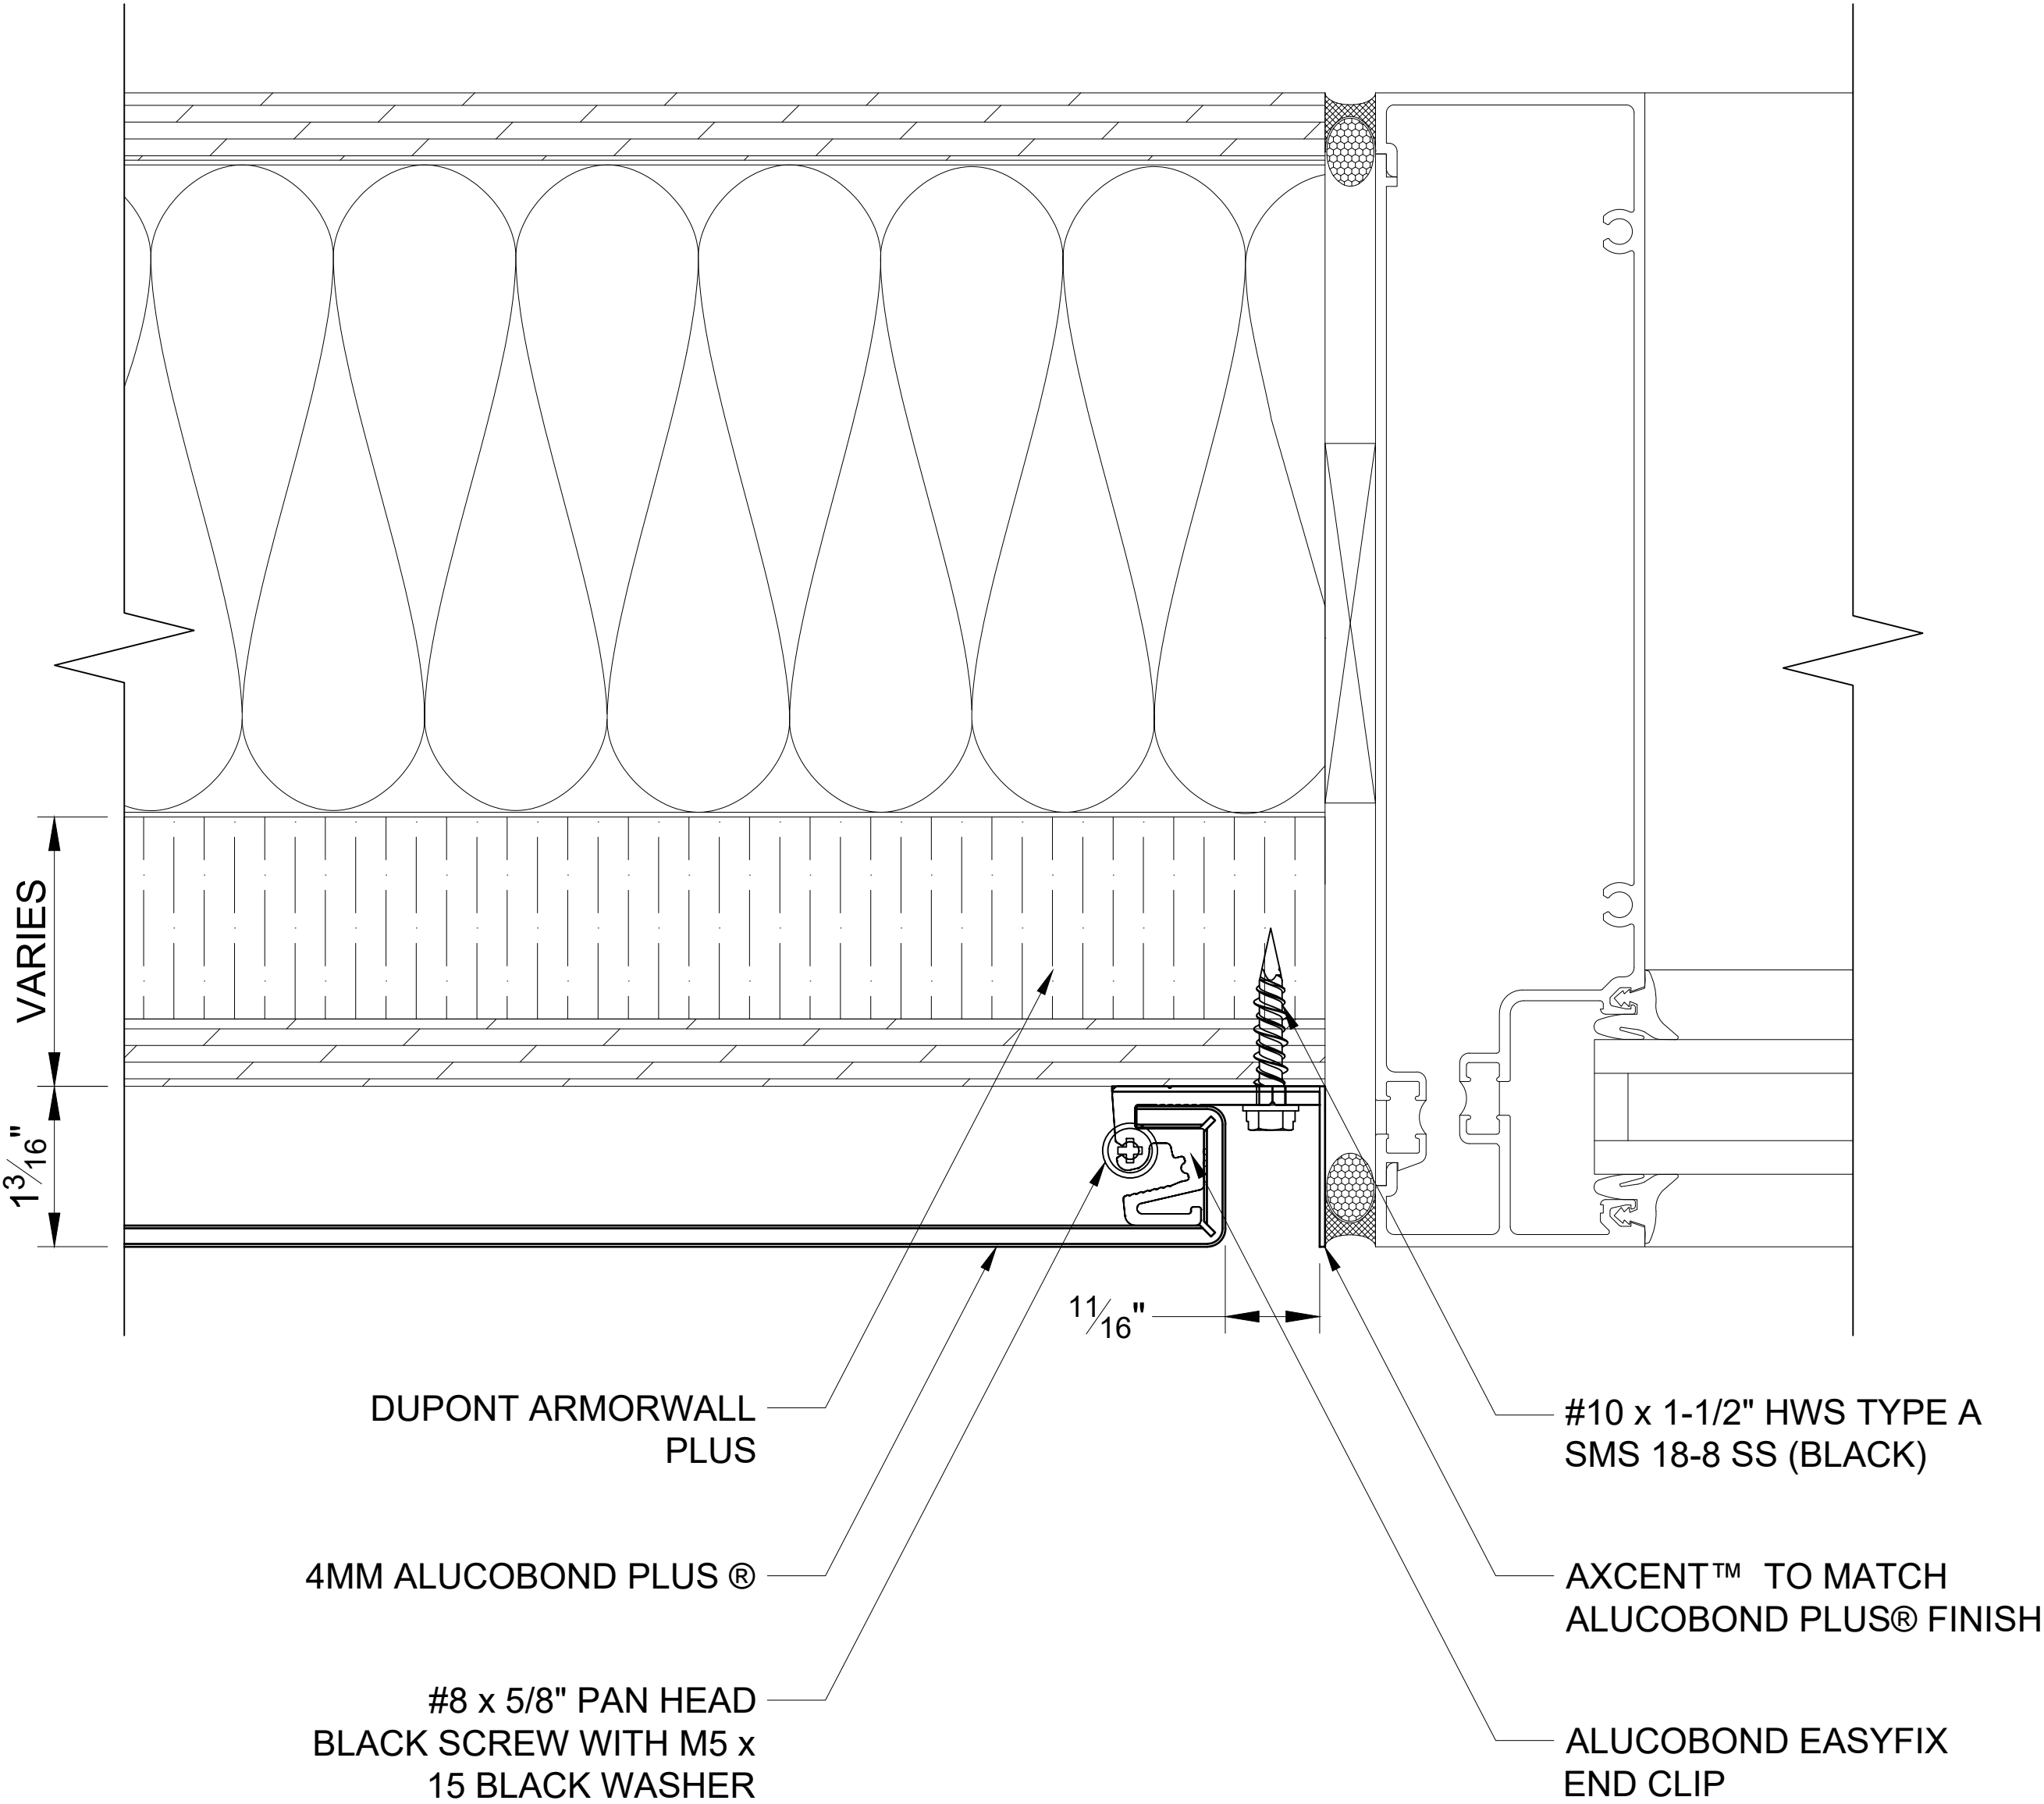 VARIES
1 3/16"
11/16"
DUPONT ARMORWALL
PLUS
4MM ALUCOBOND PLUS ®
#8 x 5/8" PAN HEAD
BLACK SCREW WITH M5 x
15 BLACK WASHER
#10 x 1-1/2" HWS TYPE A
SMS 18-8 SS (BLACK)
AXCENT™ TO MATCH
ALUCOBOND PLUS® FINISH
ALUCOBOND EASYFIX
END CLIP